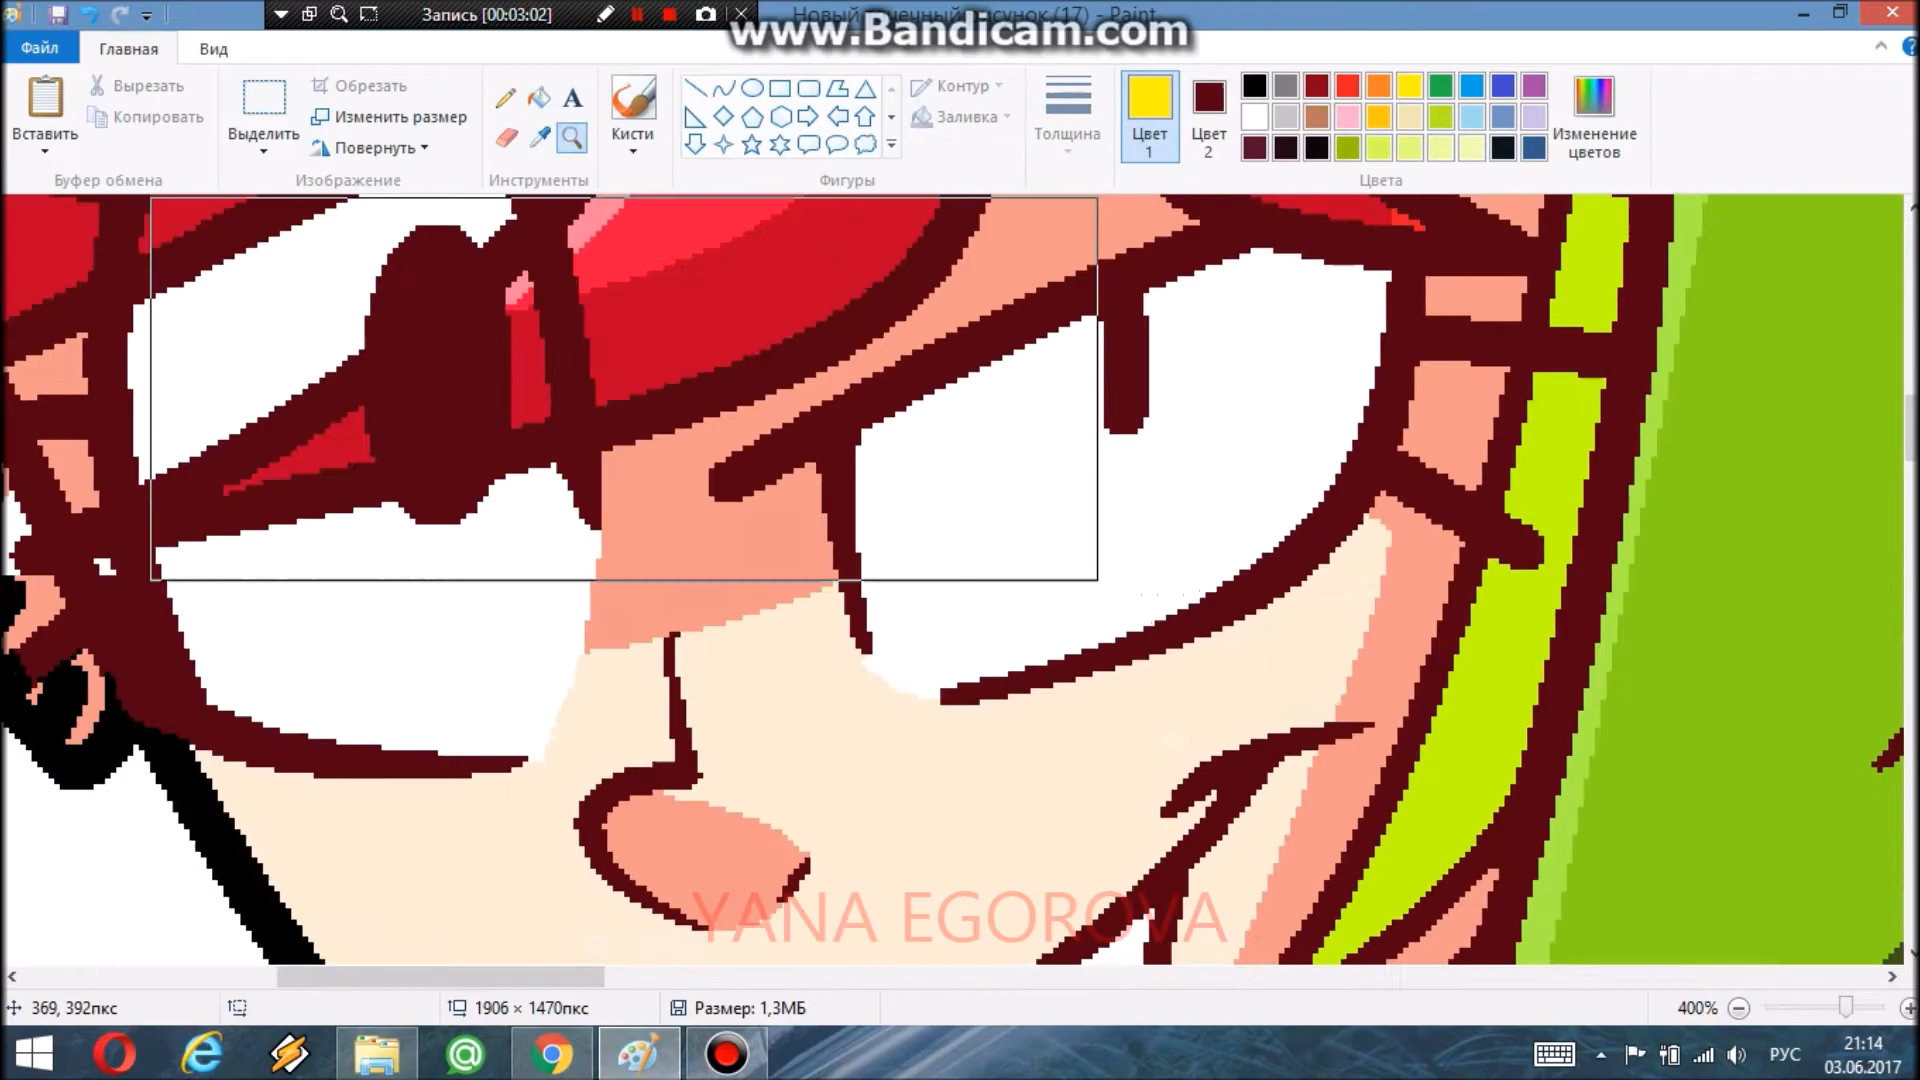 Запись [00:03:02]
Новый точечный рисунок (17) - Paint
www.Bandicam.com
Файл
Главная
Вид
Вставить
Вырезать
Копировать
Буфер обмена
Выделить
Обрезать
Изменить размер
Повернуть
Изображение
A
Инструменты
Кисти
Контур
Заливка
Фигуры
Толщина
Цвет
1
Цвет
2
Изменение
цветов
Цвета
YANA EGOROVA
369, 392пкс
1906 × 1470пкс
Размер: 1,3МБ
400%
РУС
21:14
03.06.2017